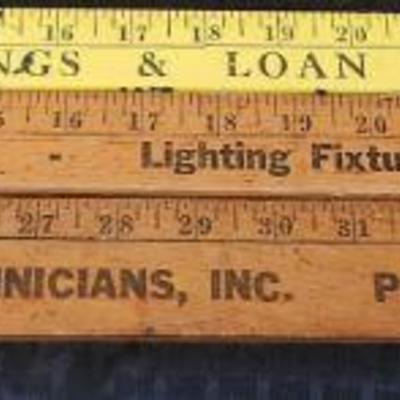 16 17 18 19 20
NGS & LOAN
16 17 18 19 20
- Lighting Fixtu
27 28 29 30 31
NICIANS, INC. P